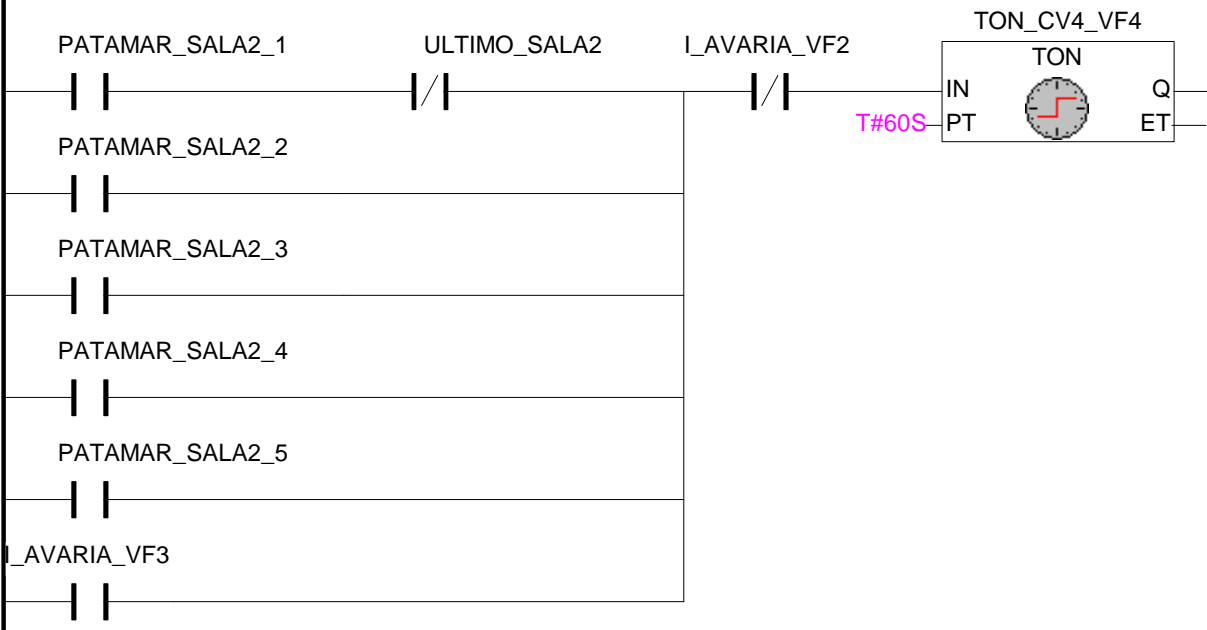 TON_CV4_VF4
PATAMAR_SALA2_1 ULTIMO_SALA2 I_AVARIA_VF2
TON
IN Q
T#60S PT ET
PATAMAR_SALA2_2
PATAMAR_SALA2_3
PATAMAR_SALA2_4
PATAMAR_SALA2_5
I_AVARIA_VF3